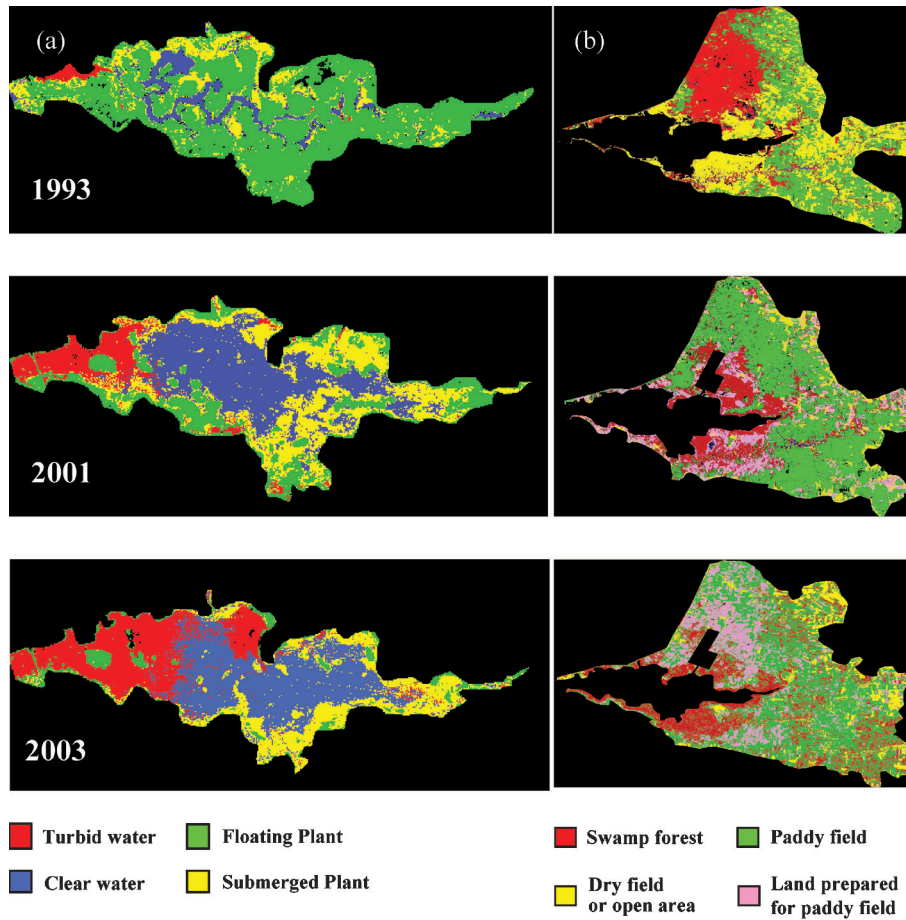 (a)
(b)
1993
2001
2003
Turbid water
Floating Plant
Clear water
Submerged Plant
Swamp forest
Paddy field
Dry field
or open area
Land prepared
for paddy field